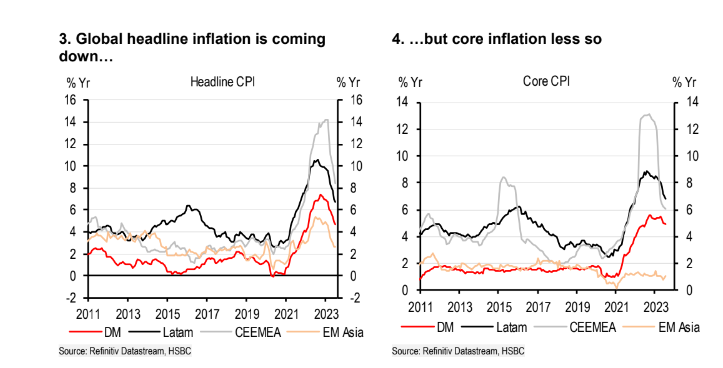 3. Global headline inflation is coming
down…
% Yr
Headline CPI
% Yr
16
14
12
10
8
6
4
2
0
-2
16
14
12
10
8
6
4
2
0
-2
2011 2013 2015 2017 2019 2021 2023
DM Latam CEEMEA EM Asia
Source: Refinitiv Datastream, HSBC
4. …but core inflation less so
% Yr
Core CPI
% Yr
14
12
10
8
6
4
2
0
14
12
10
8
6
4
2
0
2011 2013 2015 2017 2019 2021 2023
DM Latam CEEMEA EM Asia
Source: Refinitiv Datastream, HSBC